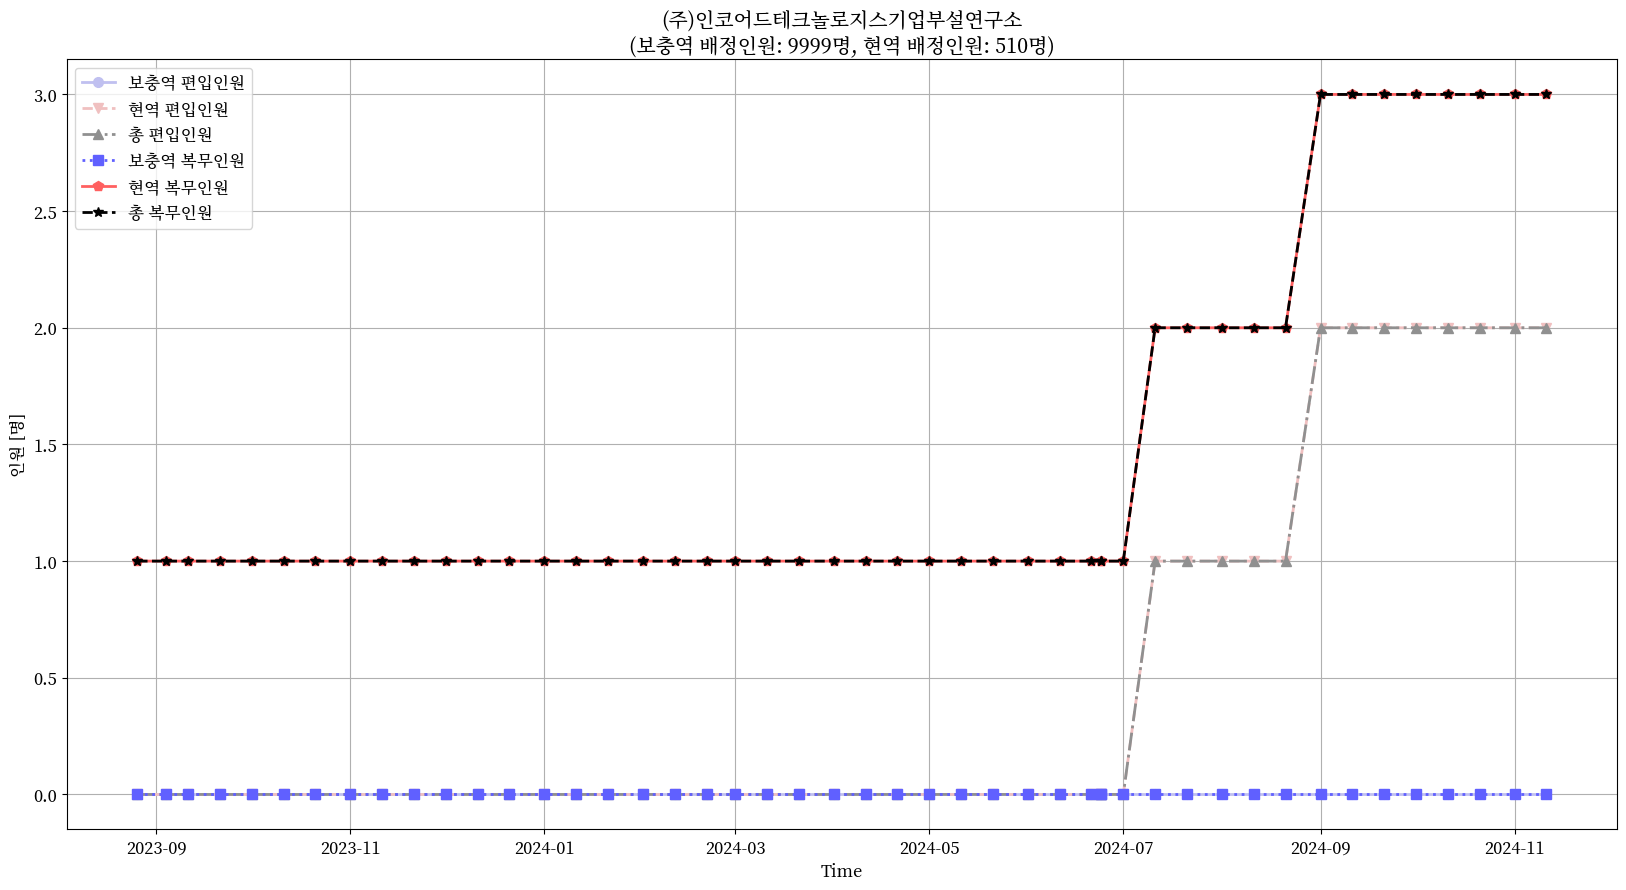 (주)인코어드테크놀로지스기업부설연구소
(보충역 배정인원: 9999명, 현역 배정인원: 510명)
보충역 편입인원
현역 편입인원
총 편입인원
보충역 복무인원
현역 복무인원
총 복무인원
3.0
2.5
2.0
1.5
1.0
0.5
0.0
인원 [명]
2023-09 2023-11 2024-01 2024-03 2024-05 2024-07 2024-09 2024-11
Time